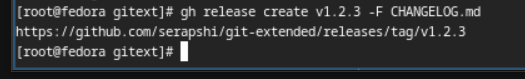 [root@fedora gitext]# gh release create v1.2.3 -F CHANGELOG.md
https://github.com/serapshi/git-extended/releases/tag/v1.2.3
[root@fedora gitext]#